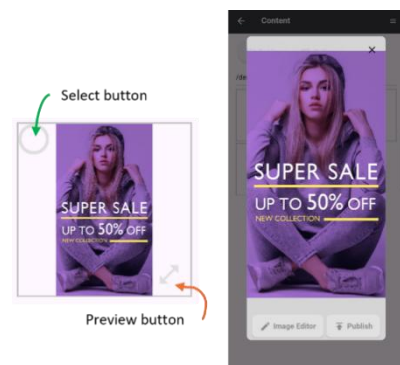 Select button
SUPER SALE
UP TO 50% OFF
NEW COLLECTION
Preview button
Content
/de
SUPER SALE
UP TO 50% OFF
NEW COLLECTION
Image Editor
Publish